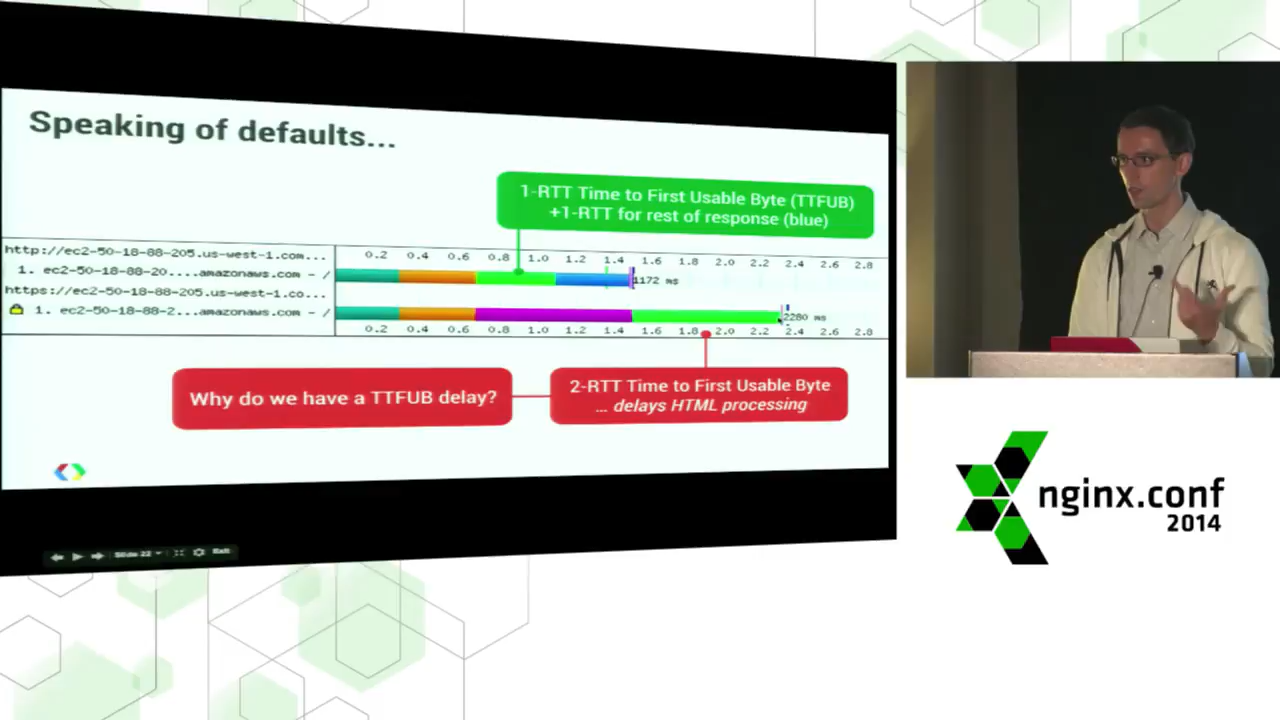 Speaking of defaults...
1-RTT Time to First Usable Byte (TTFUB)
+1-RTT for rest of response (blue)
http://ec2-50-18-88-205.us-west-1.com...
0.2 0.4 0.6 0.8 1.0 1.2 1.4 1.6 1.8 2.0 2.2 2.4 2.6 2.8
1. ec2-50-18-88-20....amazonaws.com - /
1172 ms
https://ec2-50-18-88-205.us-west-1.co...
1. ec2-50-18-88-2....amazonaws.com - /
2280 ms
0.2 0.4 0.6 0.8 1.0 1.2 1.4 1.6 1.8 2.0 2.2 2.4 2.6 2.8
Why do we have a TTFUB delay?
2-RTT Time to First Usable Byte
... delays HTML processing
Slide 22
Exit
nginx.conf
2014